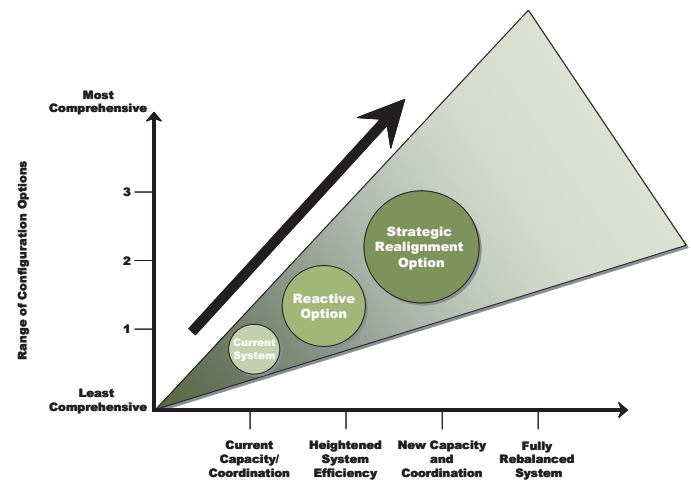 Most
Comprehensive
Range of Configuration Options
3
2
1
Least
Comprehensive
Strategic
Realignment
Option
Reactive
Option
Current
System
Current
Capacity/
Coordination
Heightened
System
Efficiency
New Capacity
and
Coordination
Fully
Rebalanced
System